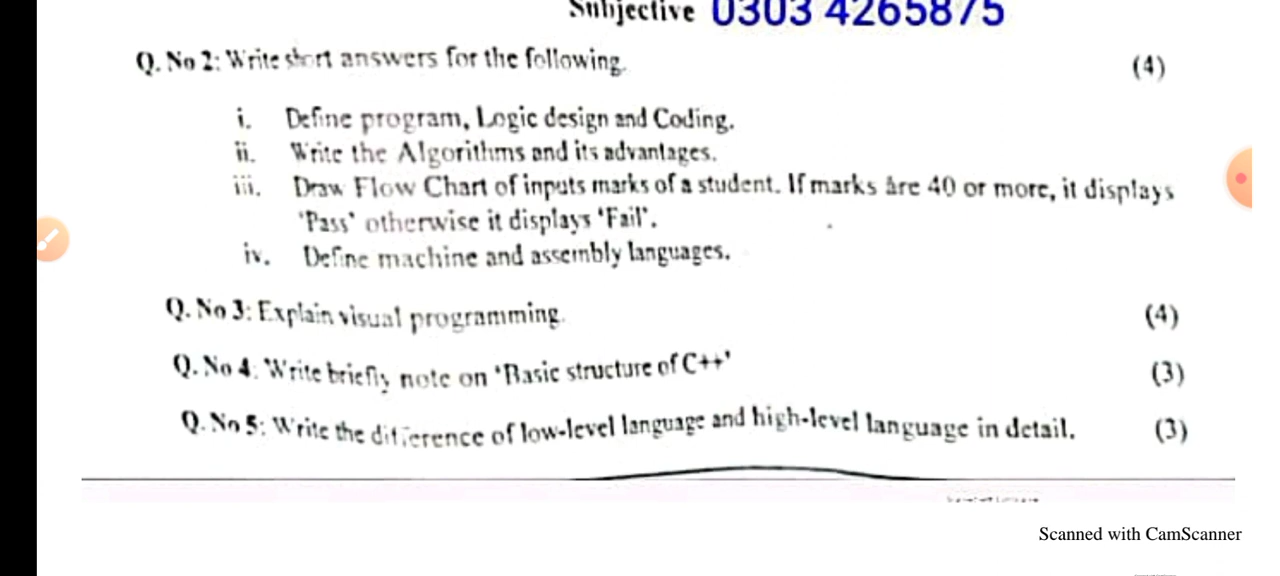 Subjective 0303 4265875
Q. No 2: Write short answers for the following. (4)
i. Define program, Logic design and Coding.
ii. Write the Algorithms and its advantages.
iii. Draw Flow Chart of inputs marks of a student. If marks are 40 or more, it displays
'Pass' otherwise it displays 'Fail'.
iv. Define machine and assembly languages.
Q. No 3: Explain visual programming. (4)
Q. No 4: Write briefly note on 'Basic structure of C++' (3)
Q. No 5: Write the difference of low-level language and high-level language in detail. (3)
Scanned with CamScanner